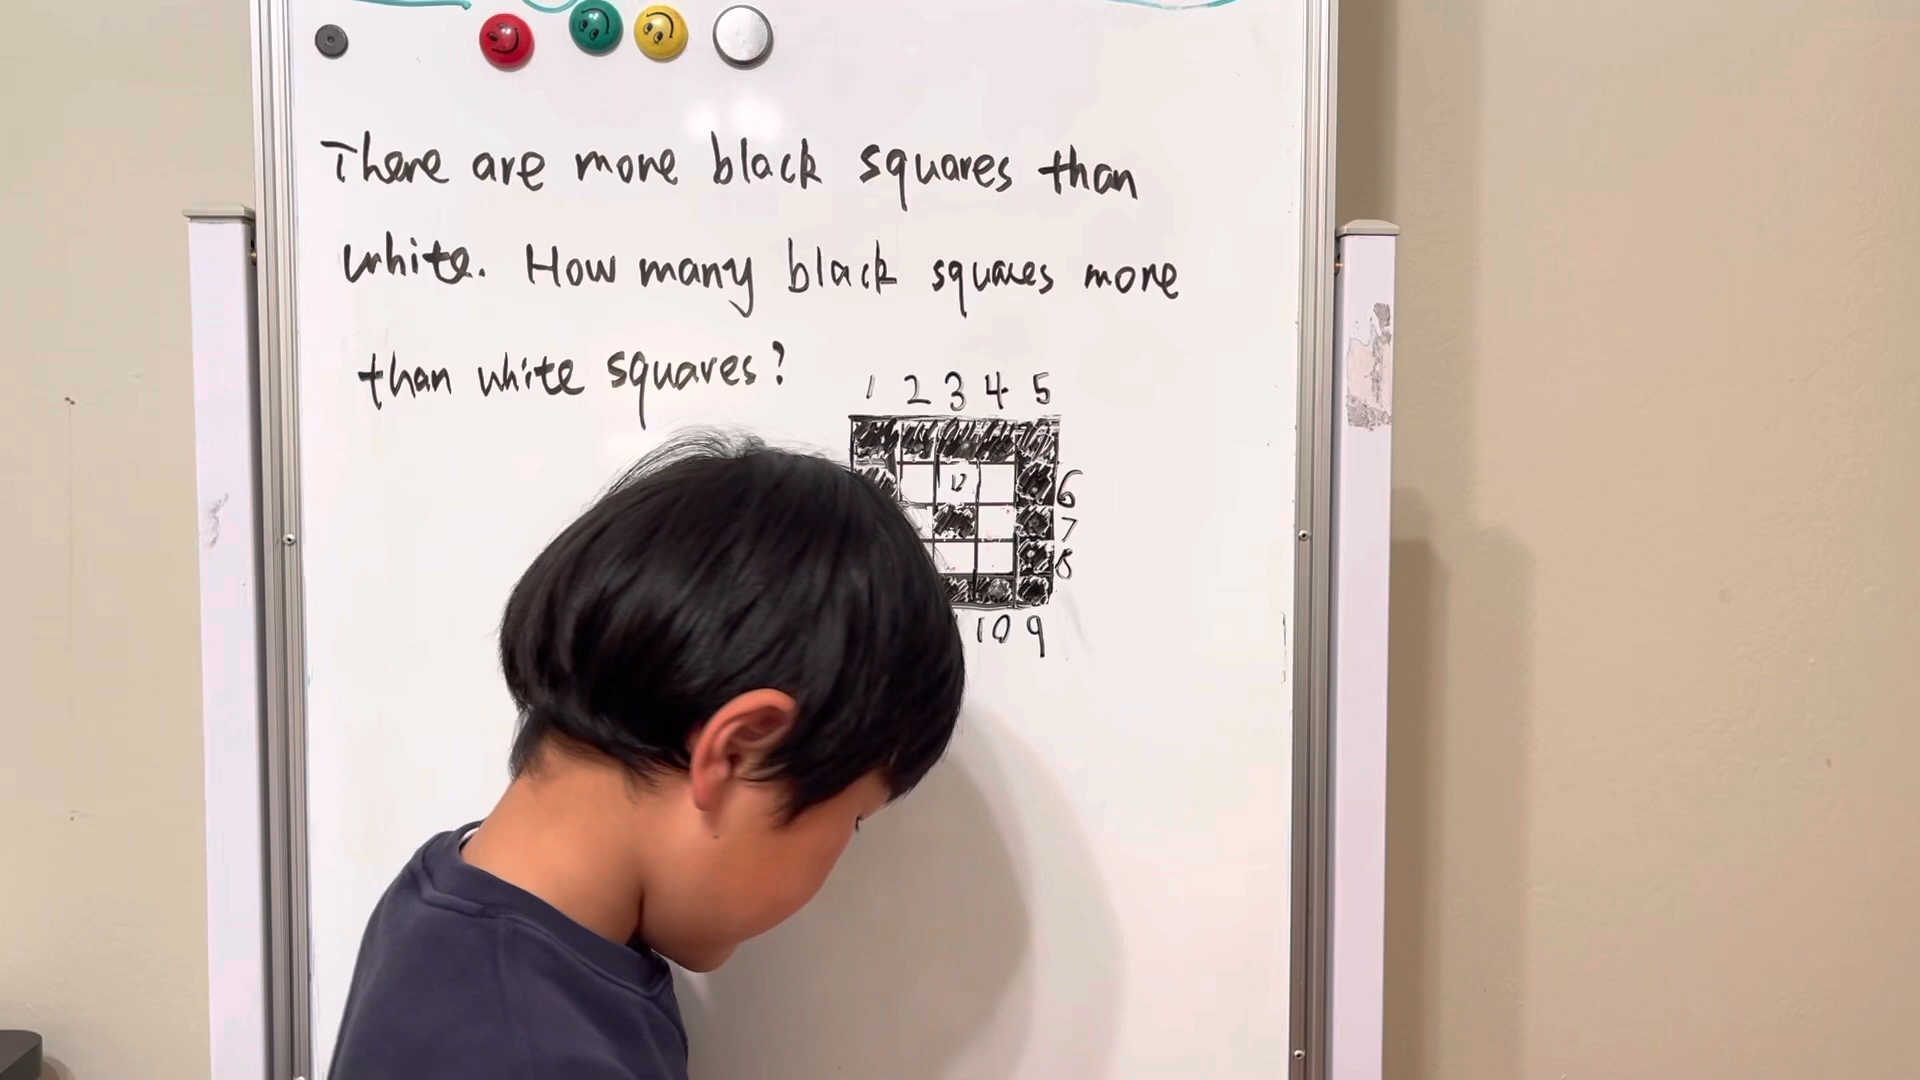 There are more black squares than
white. How many black squares more
than white squares?
1 2 3 4 5
12
6
7
8
10 9